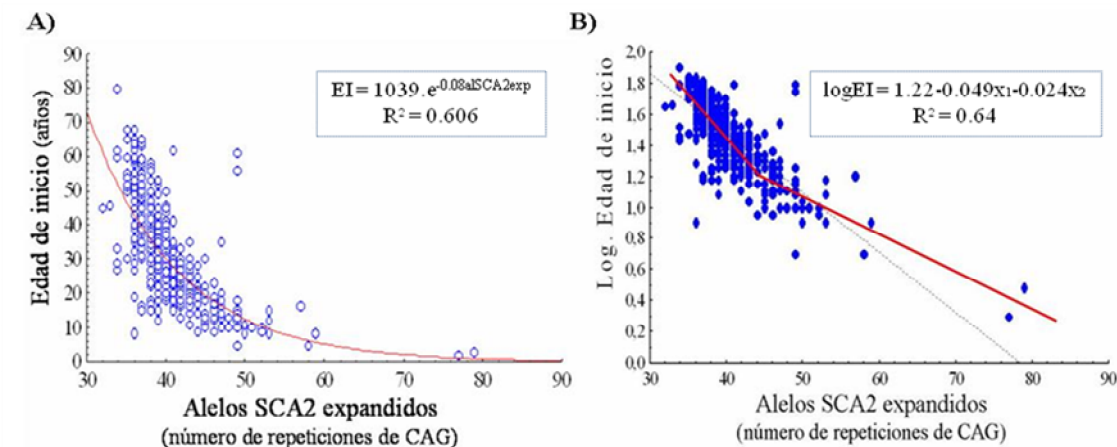 A)
90
80
70
60
50
40
30
20
10
0
Edad de inicio (años)
EI = 1039.e-0.08alSCA2exp
R² = 0.606
30 40 50 60 70 80 90
Alelos SCA2 expandidos
(número de repeticiones de CAG)
B)
2.0
1.8
1.6
1.4
1.2
1.0
0.8
0.6
0.4
0.2
0.0
Log. Edad de inicio
logEI = 1.22-0.049x₁-0.024x₂
R² = 0.64
30 40 50 60 70 80 90
Alelos SCA2 expandidos
(número de repeticiones de CAG)